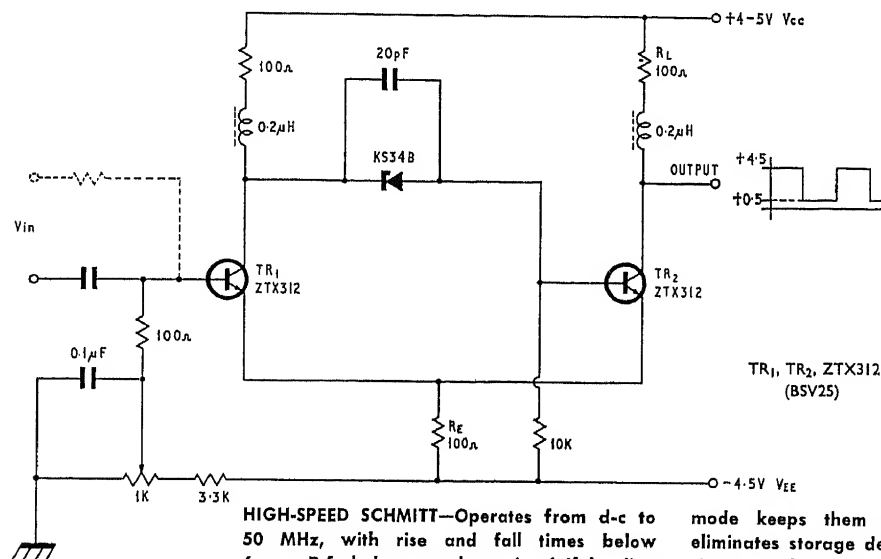 +4-5V Vcc
100Ω
20pF
RL
100Ω
0·2μH
KS34B
0·2μH
OUTPUT
+4·5
+0·5
Vin
TR1
ZTX312
TR2
ZTX312
100Ω
0·1μF
TR1, TR2, ZTX312
(BSV25)
RE
100Ω
10K
1K
3·3K
-4.5V VEE
HIGH-SPEED SCHMITT—Operates from d-c to
50 MHz, with rise and fall times below
mode keeps them
eliminates storage de